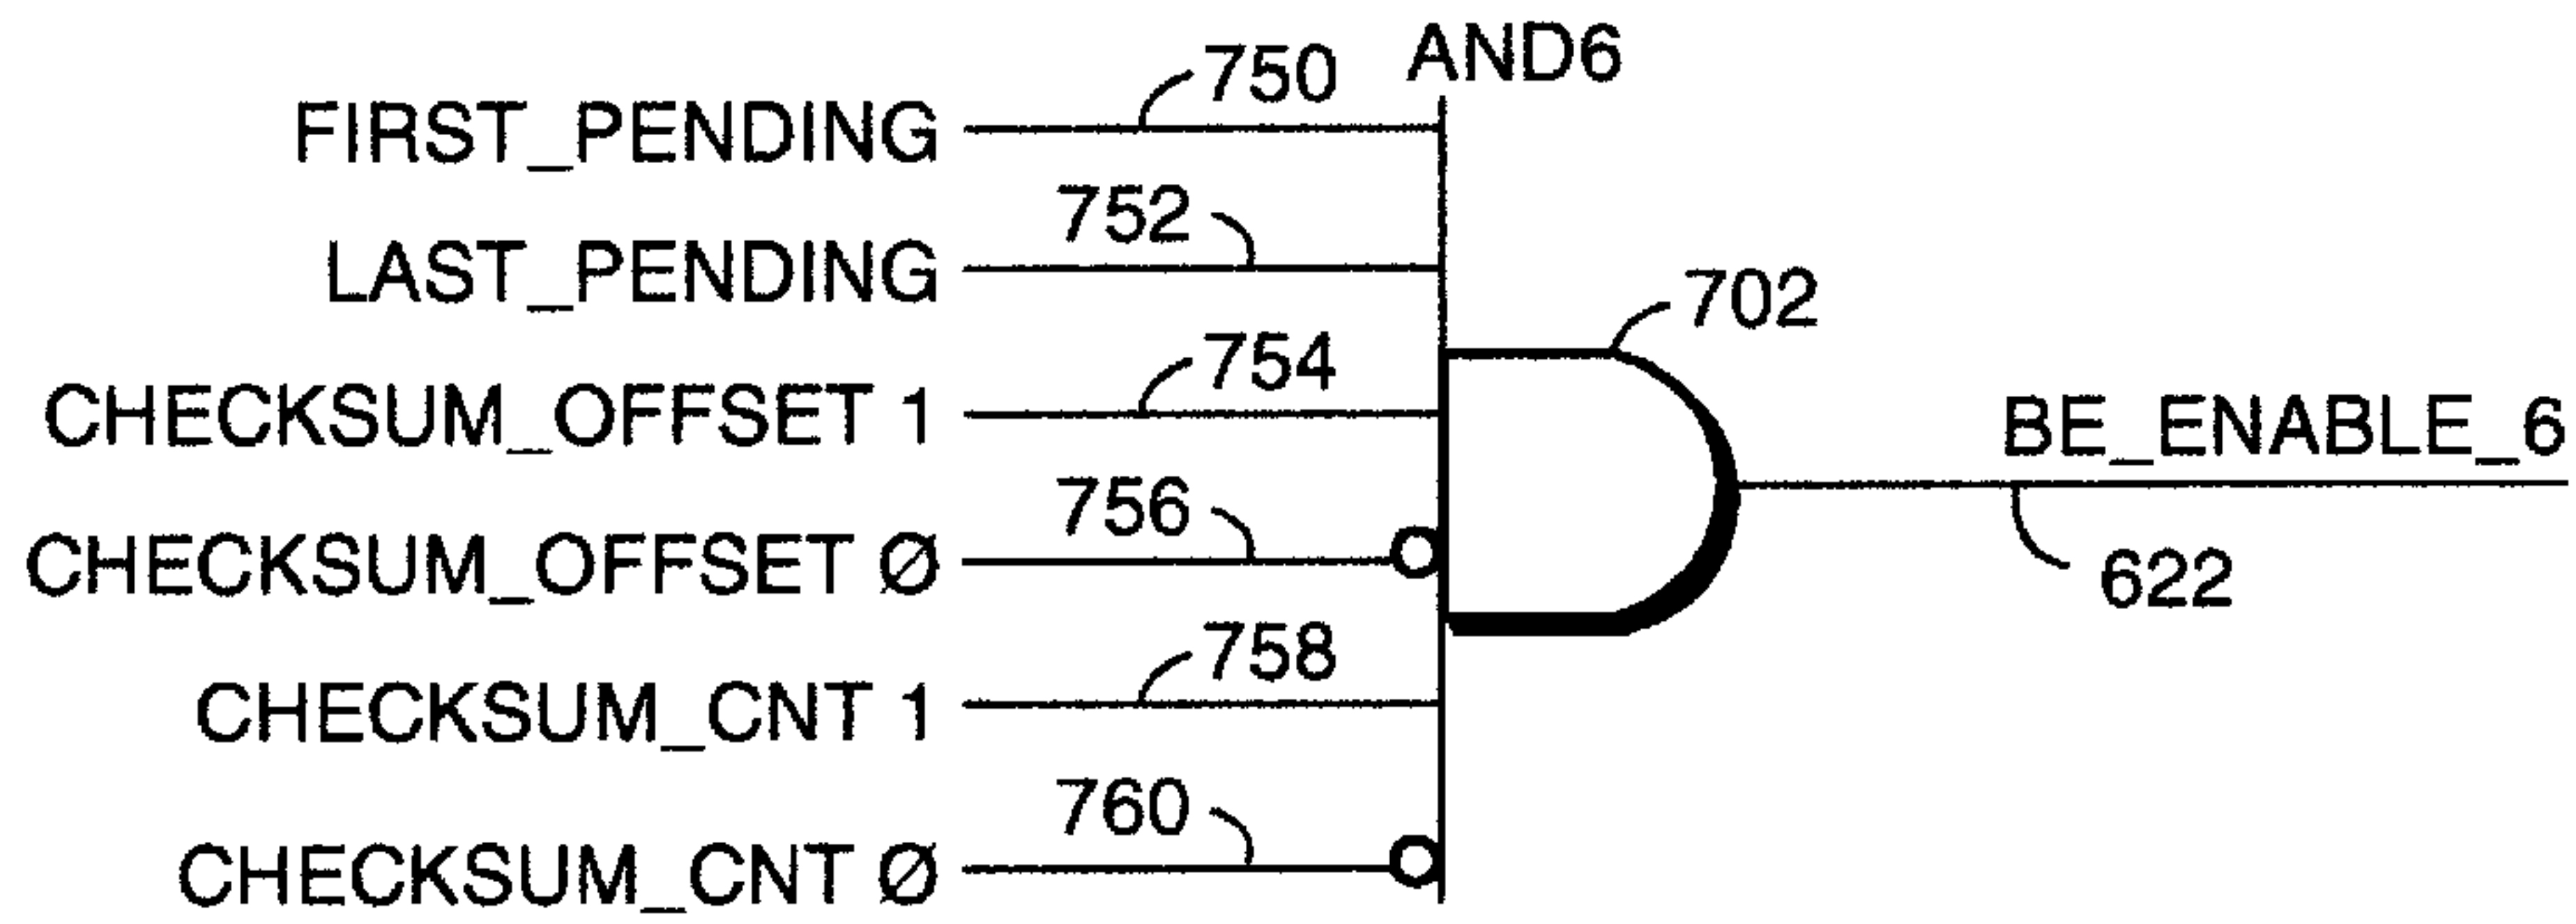 AND6
750
FIRST_PENDING
752
LAST_PENDING
702
754
CHECKSUM_OFFSET 1
BE_ENABLE_6
756
CHECKSUM_OFFSET Ø
622
758
CHECKSUM_CNT 1
760
CHECKSUM_CNT Ø